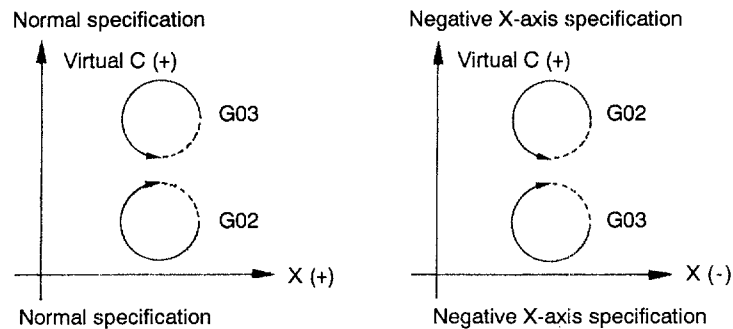 Normal specification
Virtual C (+)
G03
G02
X (+)
Normal specification
Negative X-axis specification
Virtual C (+)
G02
G03
X (-)
Negative X-axis specification